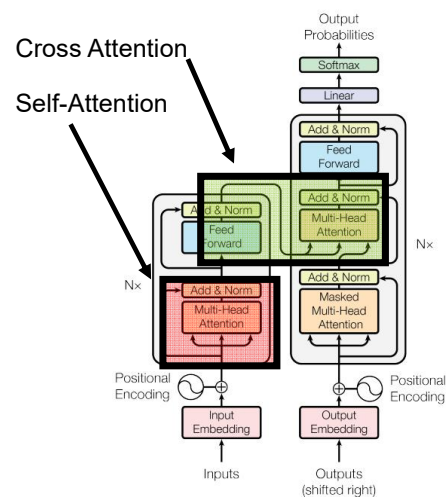 Cross Attention
Self-Attention
Output
Probabilities
Softmax
Linear
Add & Norm
Feed
Forward
Add & Norm
Multi-Head
Attention
Add & Norm
Masked
Multi-Head
Attention
N×
Add & Norm
Feed
Forward
N×
Add & Norm
Multi-Head
Attention
Positional
Encoding
Positional
Encoding
Input
Embedding
Output
Embedding
Inputs
Outputs
(shifted right)